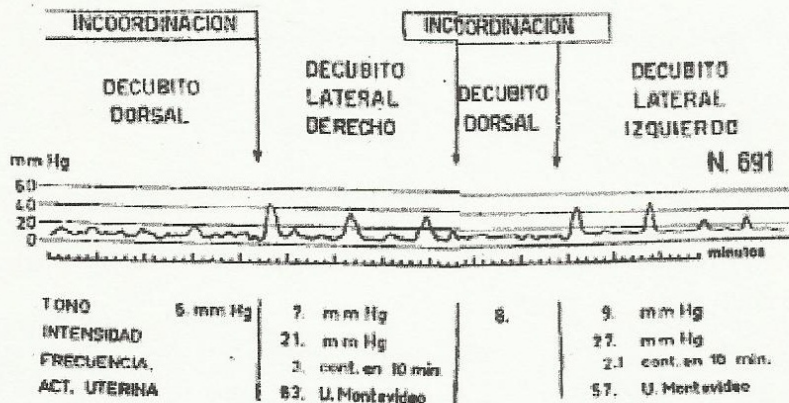 INCOORDINACION
INCOORDINACION
DECUBITO
DORSAL
DECUBITO
LATERAL
DERECHO
DECUBITO
DORSAL
DECUBITO
LATERAL
IZQUIERDO
N. 691
mm Hg
60
40
20
0
minutos
TONO 6. mm Hg 7. mm Hg 8. 9. mm Hg
INTENSIDAD 21. mm Hg 27. mm Hg
FRECUENCIA. cont. en 10 min. 2.1 cont. en 10 min.
ACT. UTERINA 63. U. Montevideo 57. U. Montevideo